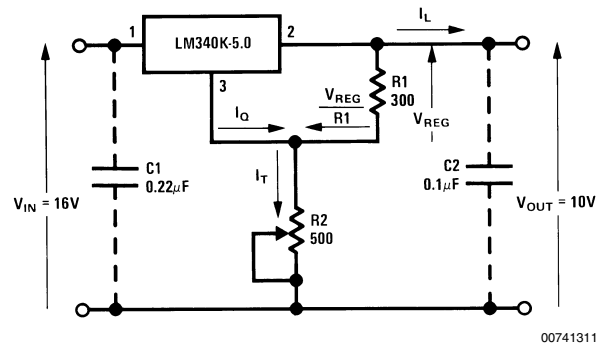 I_L
1
LM340K-5.0
2
3
R1
300
V_REG
R1
I_Q
V_REG
C1
0.22μF
I_T
C2
0.1μF
V_IN = 16V
R2
500
V_OUT = 10V
00741311